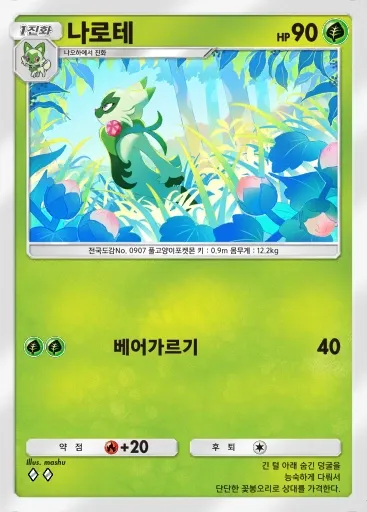 1진화
나로테
HP 90
나오하에서 진화
전국도감No. 0907 풀고양이포켓몬 키 : 0.9m 몸무게 : 12.2kg
베어가르기 40
약 점 +20
후 퇴
Illus. mashu
긴 털 아래 숨긴 덩굴을
능숙하게 다뤄서
단단한 꽃봉오리로 상대를 가격한다.